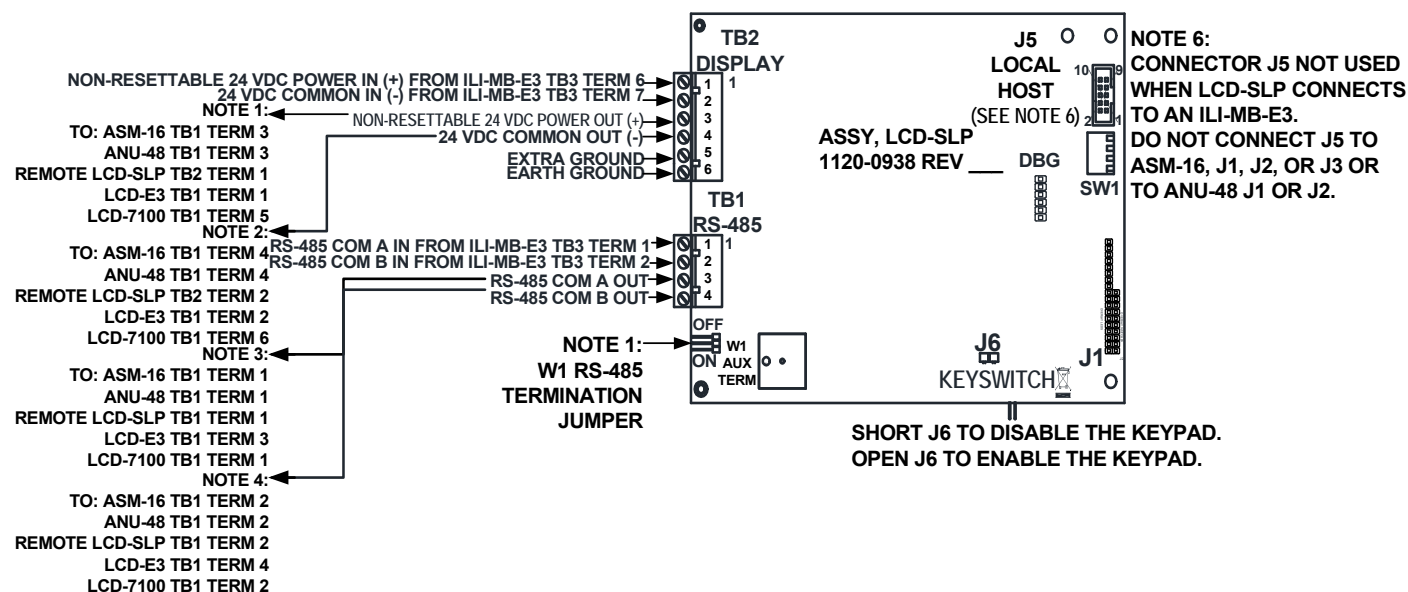 NON-RESETTABLE 24 VDC POWER IN (+) FROM ILI-MB-E3 TB3 TERM 6
24 VDC COMMON IN (-) FROM ILI-MB-E3 TB3 TERM 7
NOTE 1:
NON-RESETTABLE 24 VDC POWER OUT (+)
TO: ASM-16 TB1 TERM 3
24 VDC COMMON OUT (-)
ANU-48 TB1 TERM 3
EXTRA GROUND
REMOTE LCD-SLP TB2 TERM 1
EARTH GROUND
LCD-E3 TB1 TERM 1
LCD-7100 TB1 TERM 5
NOTE 2:
TO: ASM-16 TB1 TERM 4
ANU-48 TB1 TERM 4
REMOTE LCD-SLP TB2 TERM 2
LCD-E3 TB1 TERM 2
LCD-7100 TB1 TERM 6
RS-485 COM A IN FROM ILI-MB-E3 TB3 TERM 1
RS-485 COM B IN FROM ILI-MB-E3 TB3 TERM 2
RS-485 COM A OUT
RS-485 COM B OUT
NOTE 3:
TO: ASM-16 TB1 TERM 1
ANU-48 TB1 TERM 1
REMOTE LCD-SLP TB1 TERM 1
LCD-E3 TB1 TERM 3
LCD-7100 TB1 TERM 1
NOTE 4:
TO: ASM-16 TB1 TERM 2
ANU-48 TB1 TERM 2
REMOTE LCD-SLP TB1 TERM 2
LCD-E3 TB1 TERM 4
LCD-7100 TB1 TERM 2
NOTE 1:
W1 RS-485
TERMINATION
JUMPER
TB2
DISPLAY
1 1
2
3
4
5
6
TB1
RS-485
1 1
2
3
4
OFF
ON
W1
AUX
TERM
ASSY, LCD-SLP
1120-0938 REV ___
DBG
J5
LOCAL
HOST
(SEE NOTE 6)
10 9
2 1
SW1
J6
KEYSWITCH
J1
SHORT J6 TO DISABLE THE KEYPAD.
OPEN J6 TO ENABLE THE KEYPAD.
NOTE 6:
CONNECTOR J5 NOT USED
WHEN LCD-SLP CONNECTS
TO AN ILI-MB-E3.
DO NOT CONNECT J5 TO
ASM-16, J1, J2, OR J3 OR
TO ANU-48 J1 OR J2.